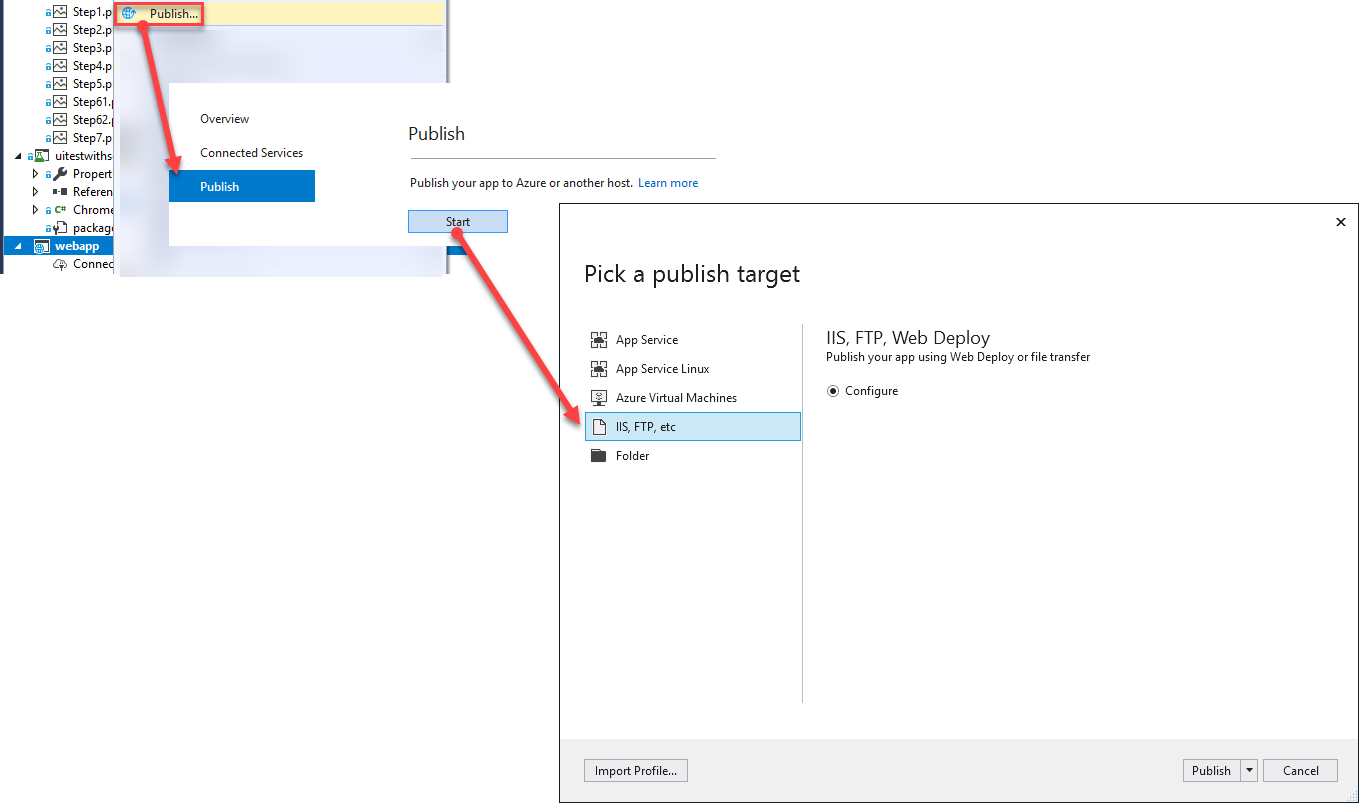 Step1.p
Publish...
Step2.p
Step3.p
Step4.p
Step5.p
Step61.p
Step62.p
Step7.p
uitestwiths
Propert
Referen
Chrome
package
webapp
Connec
Overview
Connected Services
Publish
Publish
Publish your app to Azure or another host. Learn more
Start
Pick a publish target
App Service
App Service Linux
Azure Virtual Machines
IIS, FTP, etc
Folder
IIS, FTP, Web Deploy
Publish your app using Web Deploy or file transfer
Configure
Import Profile...
Publish
Cancel